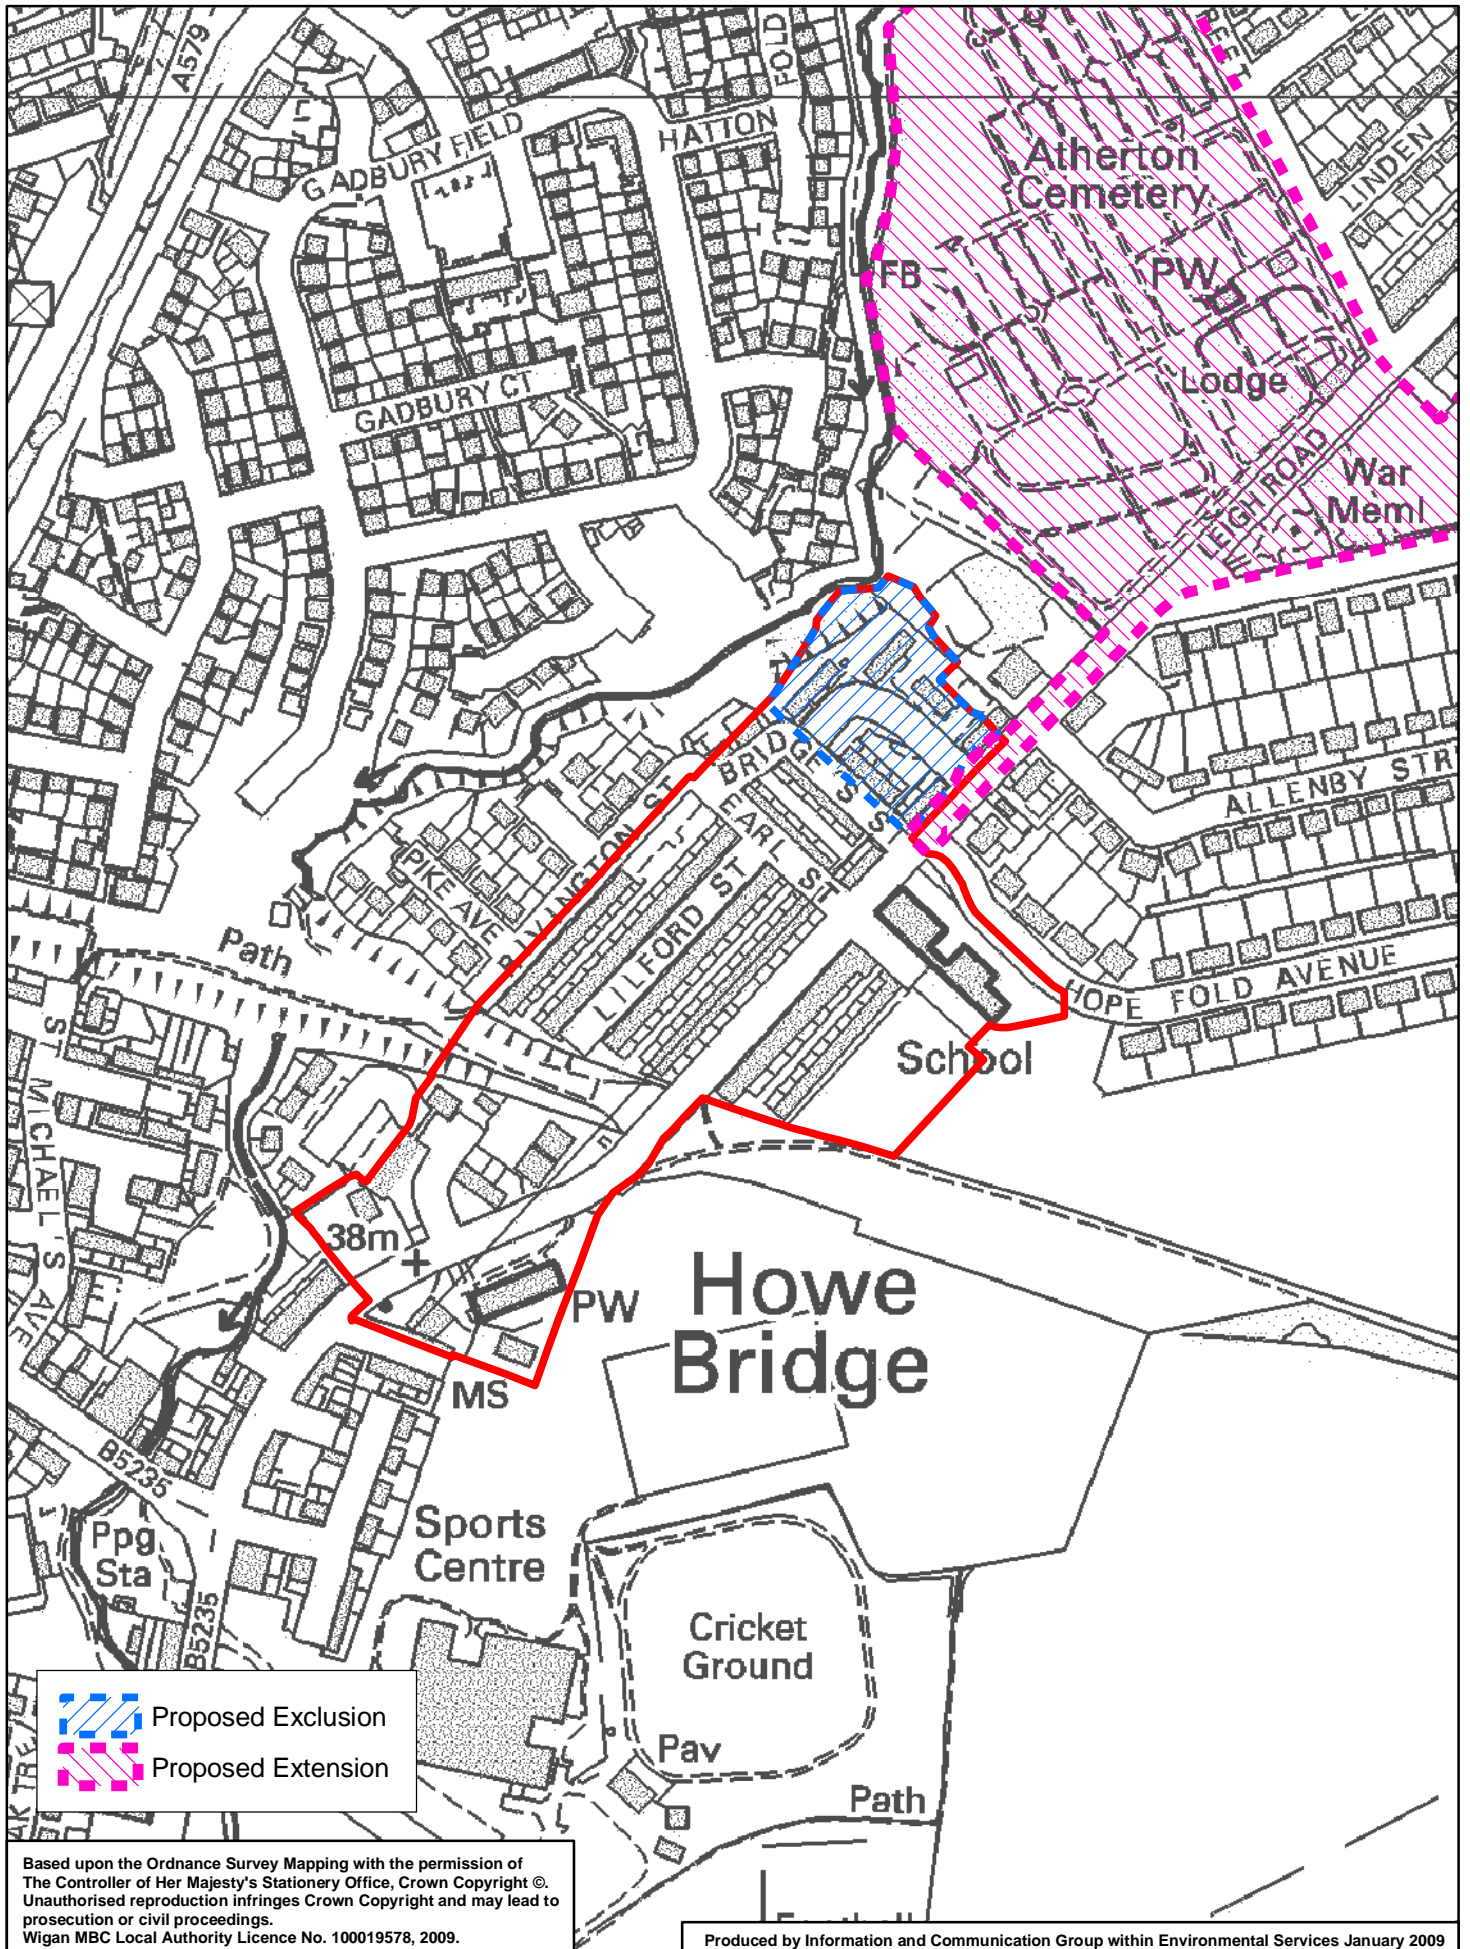 A579
GADBURY FIELD
FOLD
HATTON
Atherton
Cemetery
LINDEN A
FB
PW
GADBURY CT
Lodge
LEIGH ROAD
War
Meml
BRIDGE S
EARL ST
ALLENBY STR
PIKE AVE
LILFORD ST
Path
HOPE FOLD AVENUE
School
ST MICHAEL'S AVE
38m
PW
Howe
Bridge
MS
B5235
Ppg
Sta
Sports
Centre
B5235
Cricket
Ground
Pav
Path
AK TRE
Proposed Exclusion
Proposed Extension
Based upon the Ordnance Survey Mapping with the permission of
The Controller of Her Majesty's Stationery Office, Crown Copyright ©.
Unauthorised reproduction infringes Crown Copyright and may lead to
prosecution or civil proceedings.
Wigan MBC Local Authority Licence No. 100019578, 2009.
Produced by Information and Communication Group within Environmental Services January 2009